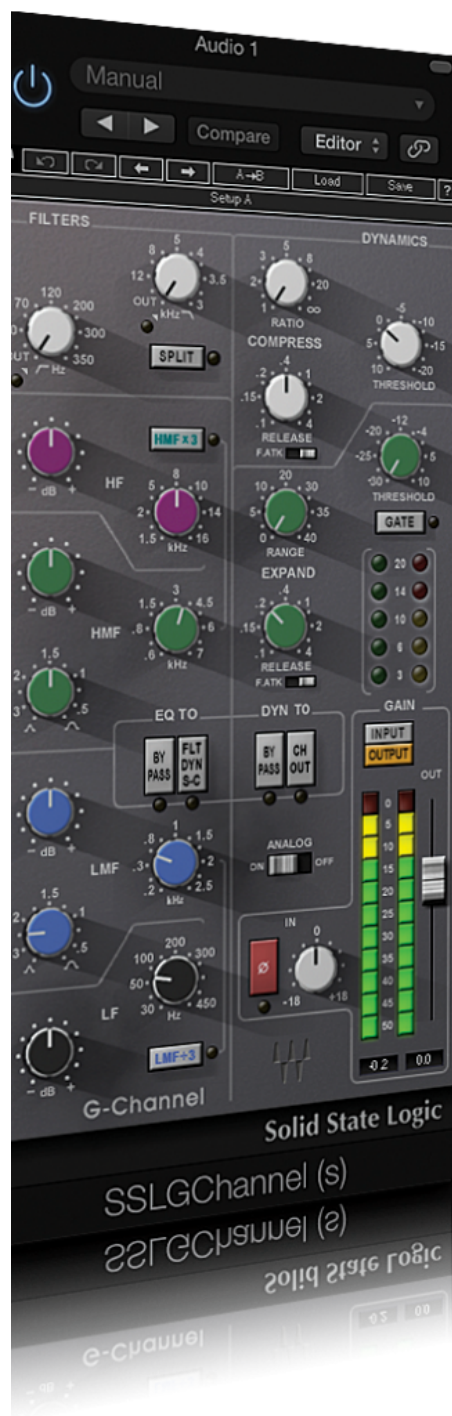 Audio 1
Manual
Compare
Editor
A→B
Load
Save
?
Setup A
FILTERS
70 120 200 300 350
Hz
OUT 12 8 5 4 3.5 3
kHz
SPLIT
HF
dB
HMF×3
1.5 2 5 8 10 14 16
kHz
HMF
dB
.6 .8 1.5 3 4.5 6 7
kHz
3 2 1.5 1 .5
EQ TO
BY PASS
FLT DYN S-C
LMF
dB
.2 .3 .8 1 1.5 2 2.5
kHz
3 2 1.5 1 .5
LF
30 50 100 200 300 450
Hz
dB
LMF÷3
G-Channel
DYNAMICS
1 2 3 5 8 20 ∞
RATIO
COMPRESS
10 5 0 -5 -10 -15 -20
THRESHOLD
.1 .15 .2 .4 1 2 4
RELEASE
F.ATK
-30 -25 -20 -12 -4 5 10
THRESHOLD
GATE
0 5 10 20 30 35 40
RANGE
EXPAND
.1 .15 .2 .4 1 2 4
RELEASE
F.ATK
20
14
10
6
3
DYN TO
BY PASS
CH OUT
ANALOG
ON OFF
GAIN
INPUT
OUTPUT
OUT
0
5
10
15
20
25
30
40
50
-0.2 0.0
IN
Ø
-18 0 +18
Solid State Logic
SSLGChannel (s)